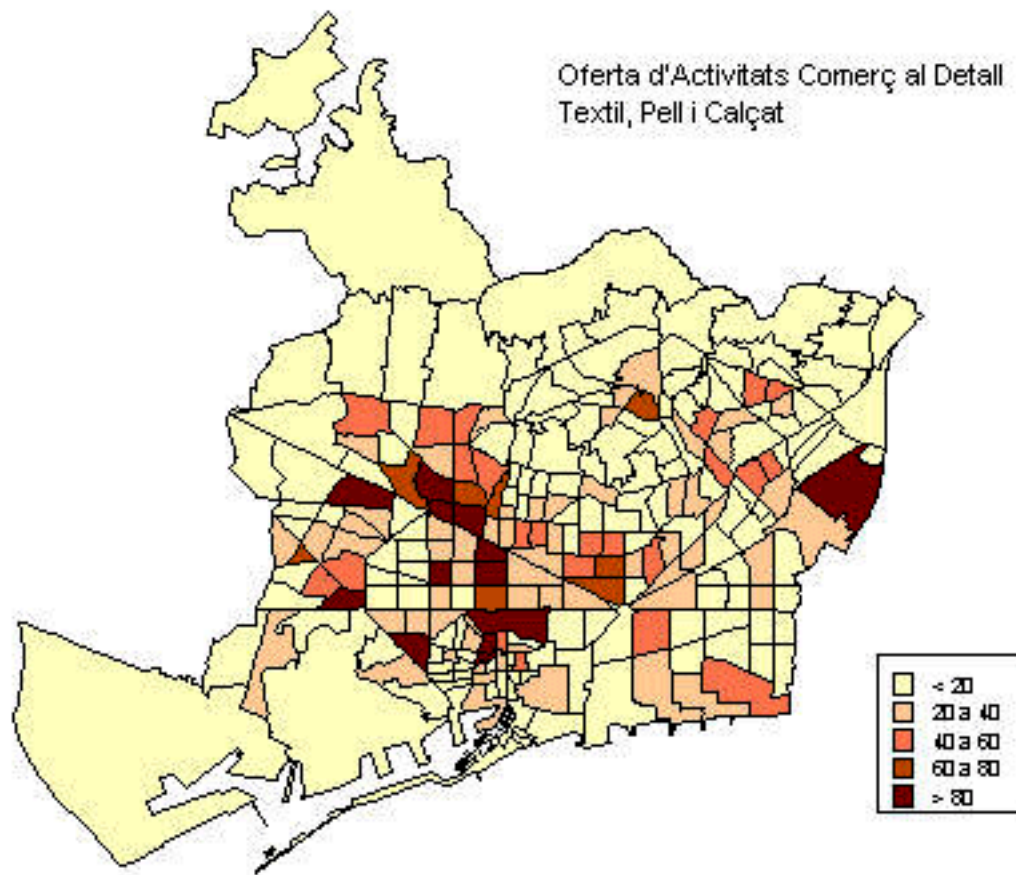 Oferta d'Activitats Comerç al Detall
Textil, Pell i Calçat
< 20
20 a 40
40 a 60
60 a 80
> 80